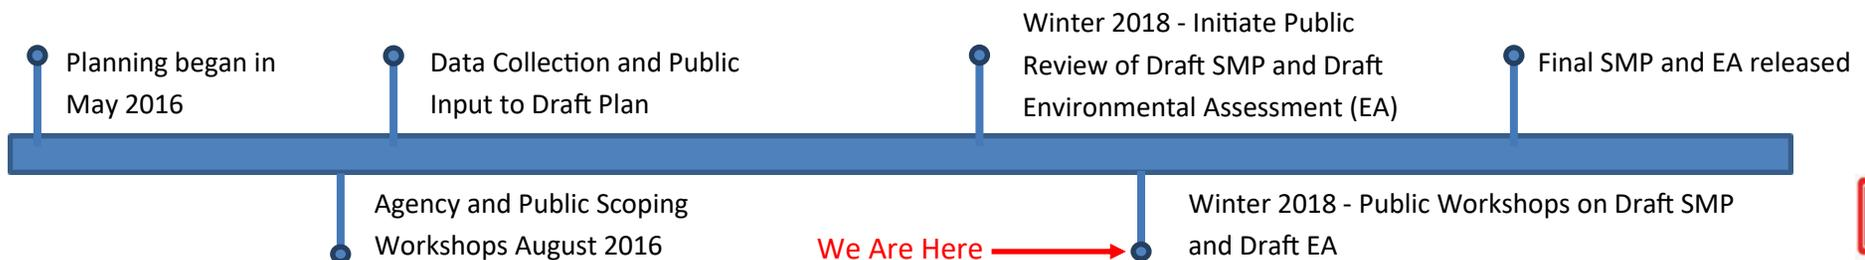 Planning began in
May 2016
Data Collection and Public
Input to Draft Plan
Winter 2018 - Initiate Public
Review of Draft SMP and Draft
Environmental Assessment (EA)
Final SMP and EA released
Agency and Public Scoping
Workshops August 2016
We Are Here
Winter 2018 - Public Workshops on Draft SMP
and Draft EA